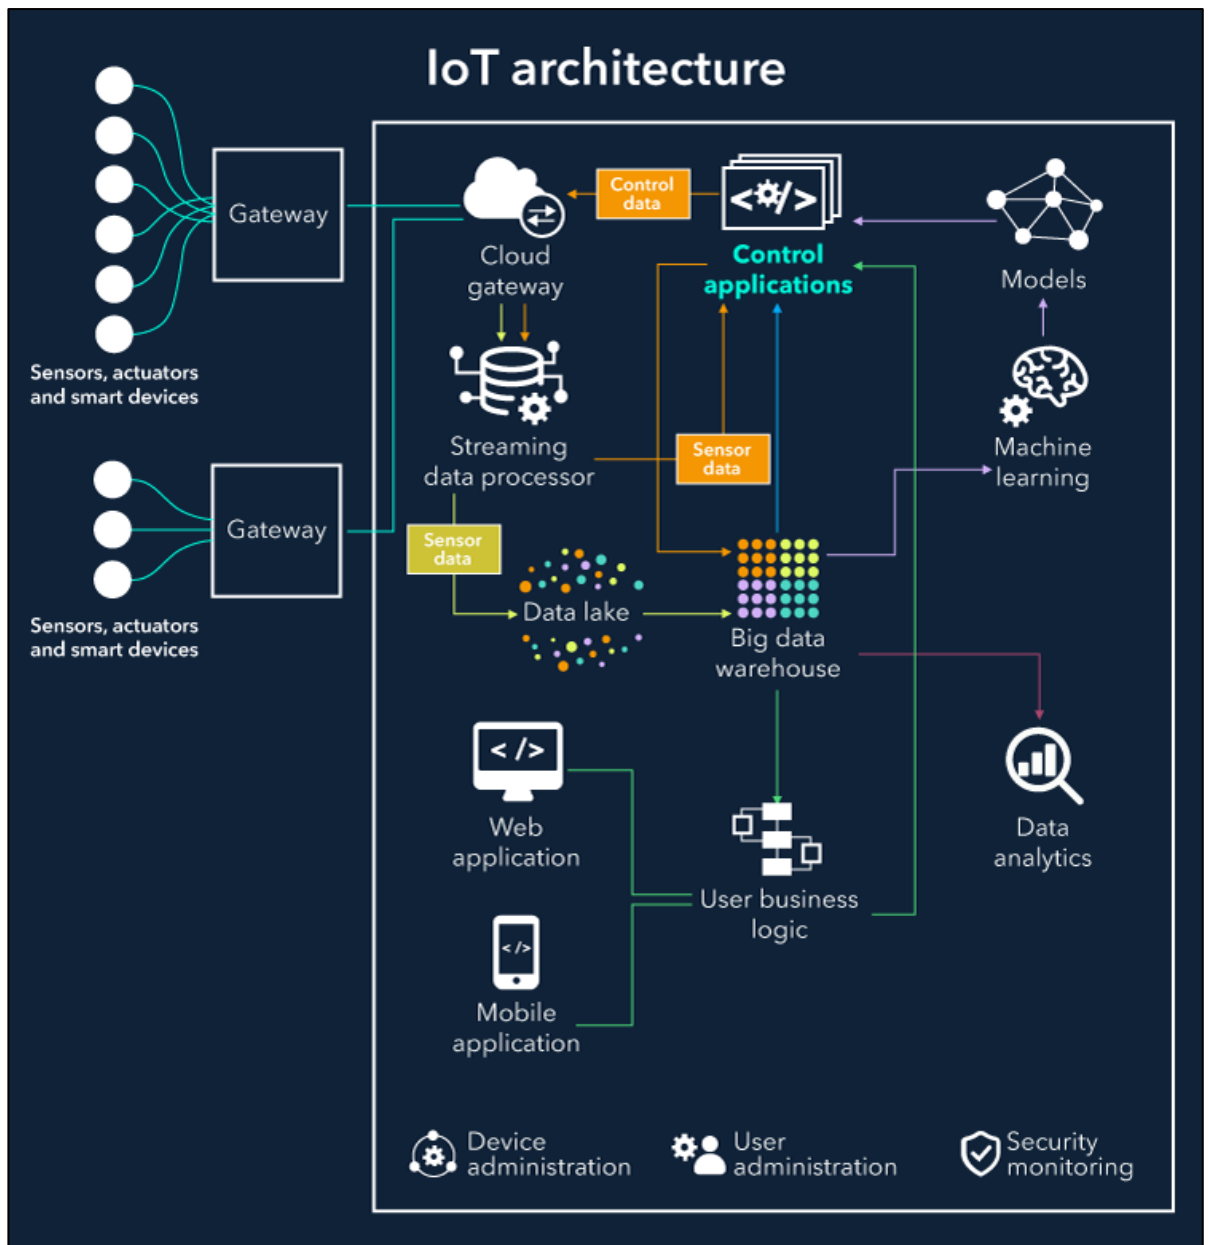 IoT architecture
Gateway
Sensors, actuators
and smart devices
Gateway
Sensors, actuators
and smart devices
Cloud
gateway
Control
data
< />
Control
applications
Models
Streaming
data processor
Sensor
data
Machine
learning
Sensor
data
Data lake
Big data
warehouse
< />
Web
application
User business
logic
Data
analytics
< />
Mobile
application
Device
administration
User
administration
Security
monitoring